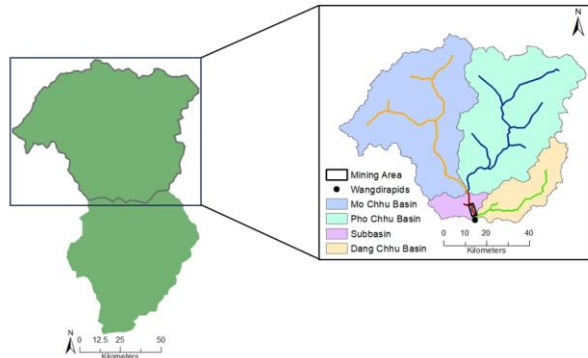 N
Mining Area
Wangdirapids
Mo Chhu Basin
Pho Chhu Basin
Subbasin
Dang Chhu Basin
0 10 20 40
Kilometers
N
0 12.5 25 50
Kilometers